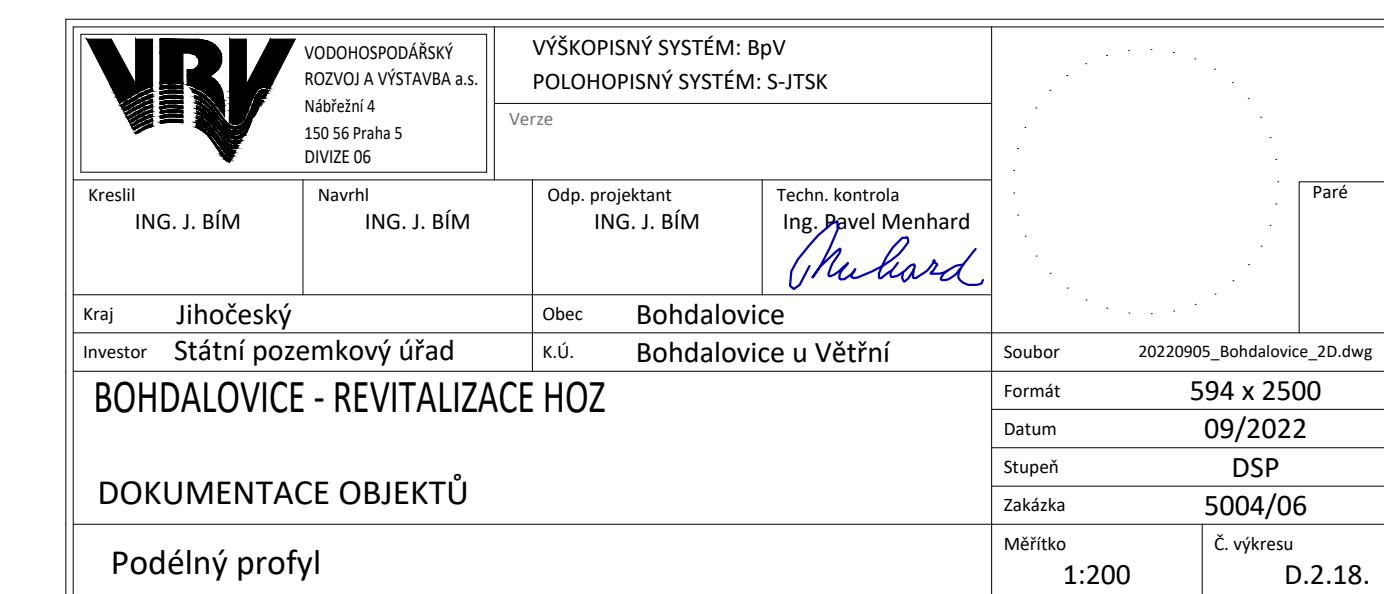 VRV
VODOHOSPODÁŘSKÝ
ROZVOJ A VÝSTAVBA a.s.
Nábřežní 4
150 56 Praha 5
DIVIZE 06
VÝŠKOPISNÝ SYSTÉM: BpV
POLOHOPISNÝ SYSTÉM: S-JTSK
Verze
Kreslil
ING. J. BÍM
Navrhl
ING. J. BÍM
Odp. projektant
ING. J. BÍM
Techn. kontrola
Ing. Pavel Menhard
Menhard
Paré
Kraj Jihočeský
Obec Bohdalovice
Investor Státní pozemkový úřad
K.Ú. Bohdalovice u Větřní
Soubor 20220905_Bohdalovice_2D.dwg
BOHDALOVICE - REVITALIZACE HOZ
DOKUMENTACE OBJEKTŮ
Podélný profyl
Formát 594 x 2500
Datum 09/2022
Stupeň DSP
Zakázka 5004/06
Měřítko
1:200
Č. výkresu
D.2.18.